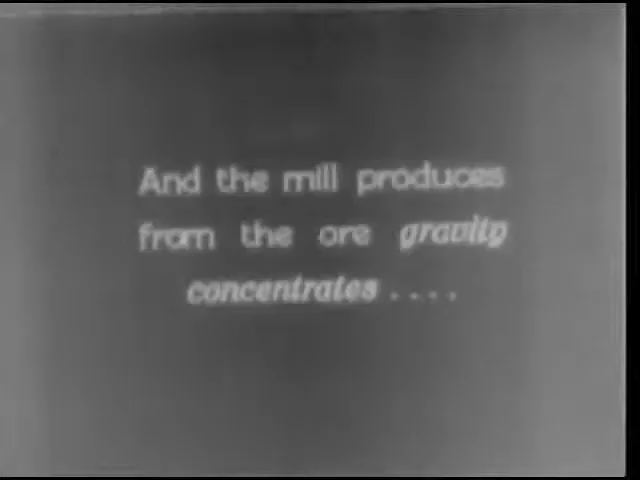 And the mill produces
from the ore gravity
concentrates....